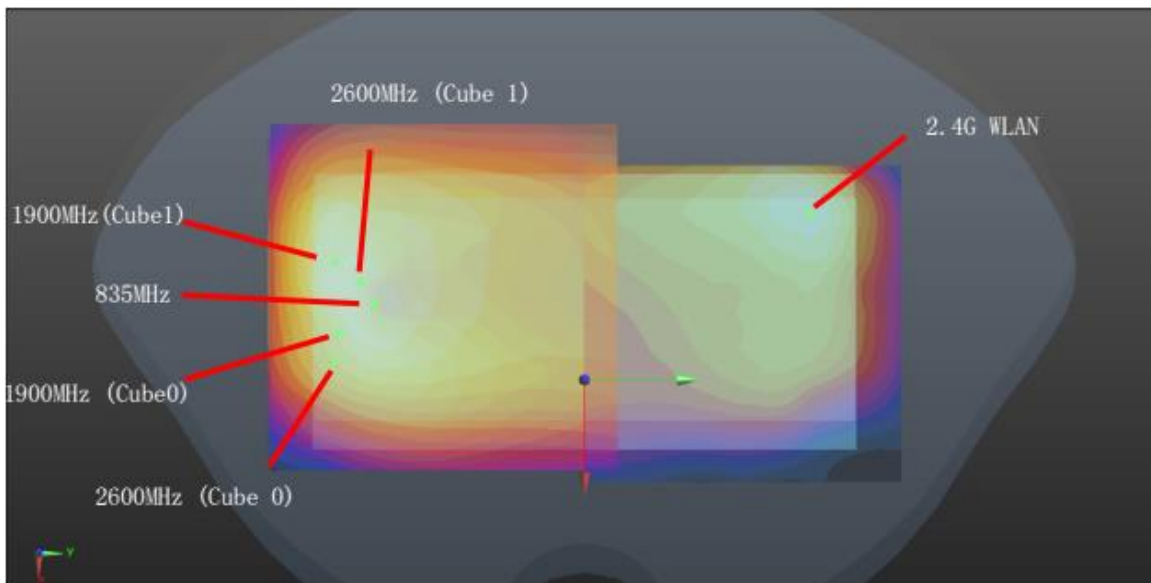 2600MHz (Cube 1)
2.4G WLAN
1900MHz(Cube1)
835MHz
1900MHz (Cube0)
2600MHz (Cube 0)
Y